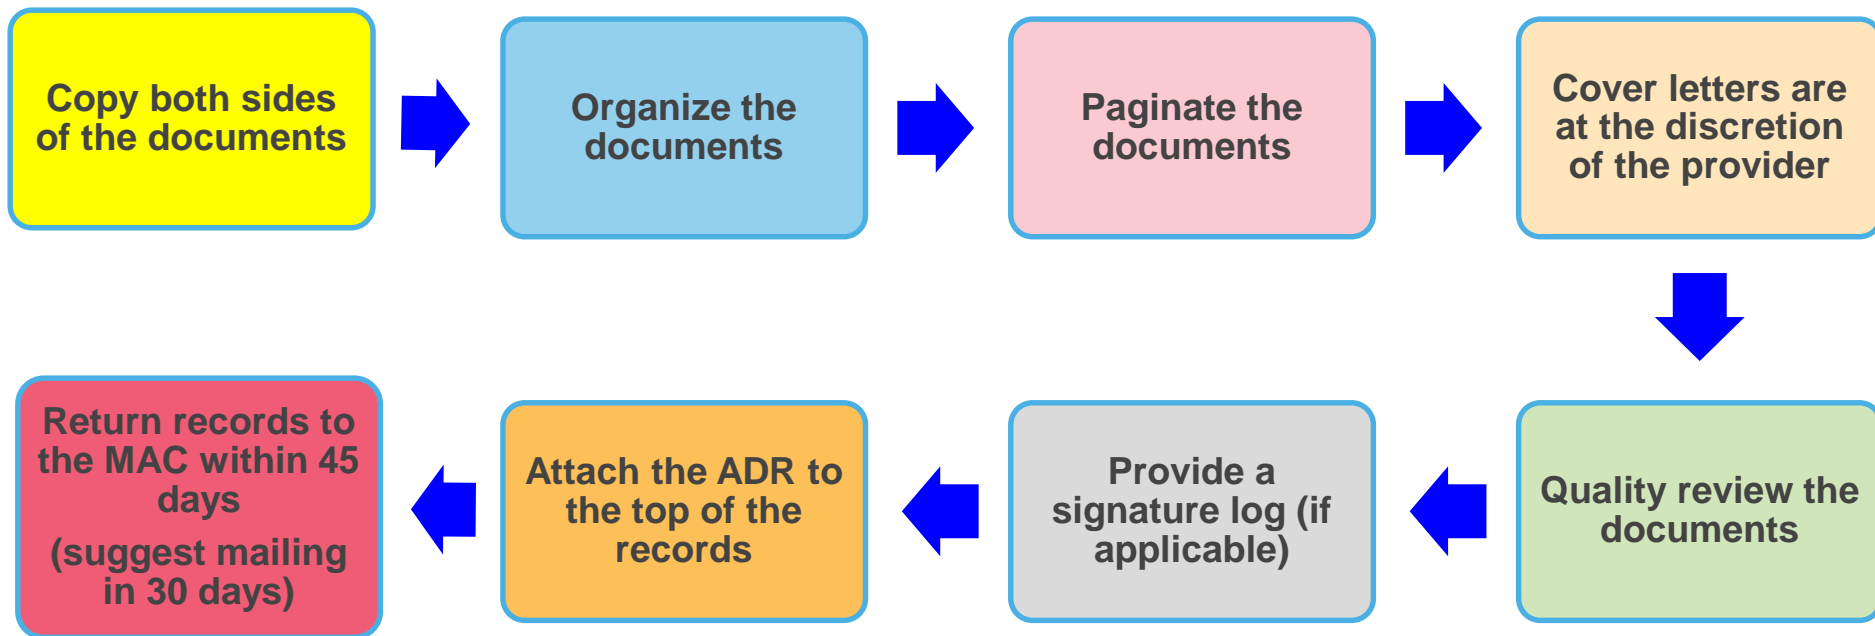 Copy both sides
of the documents
Organize the
documents
Paginate the
documents
Cover letters are
at the discretion
of the provider
Quality review the
documents
Provide a
signature log (if
applicable)
Attach the ADR to
the top of the
records
Return records to
the MAC within 45
days
(suggest mailing
in 30 days)